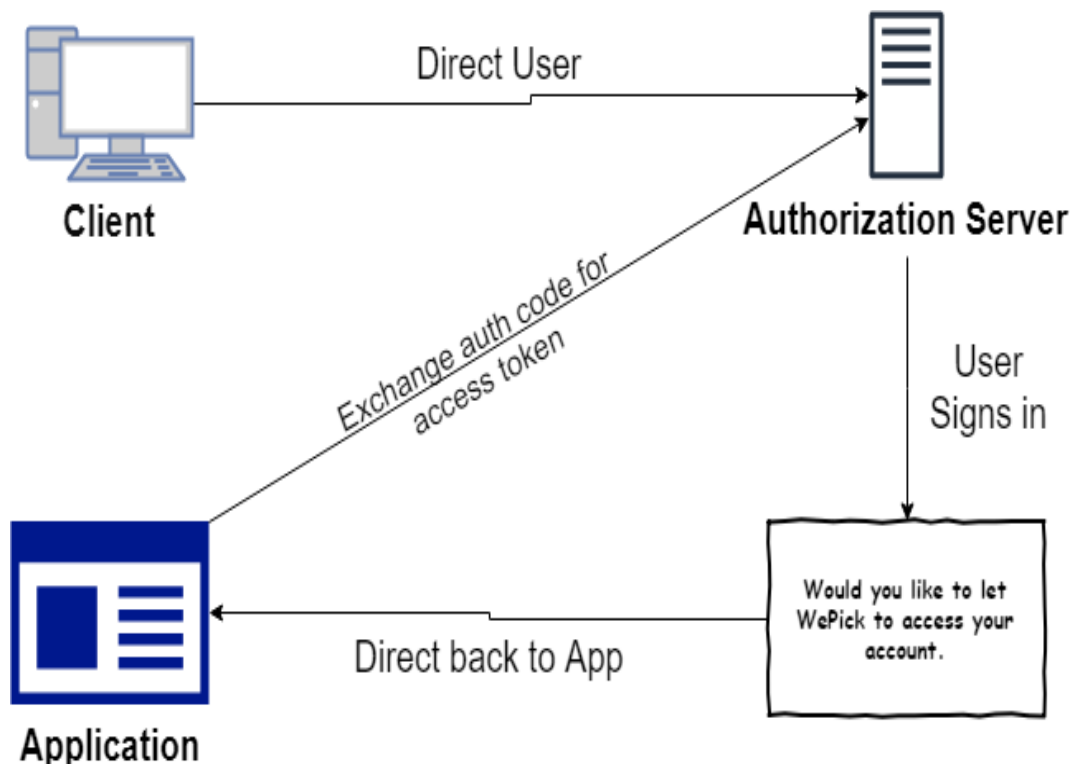 Direct User
Client
Authorization Server
Exchange auth code for
access token
User
Signs in
Would you like to let
WePick to access your
account.
Direct back to App
Application